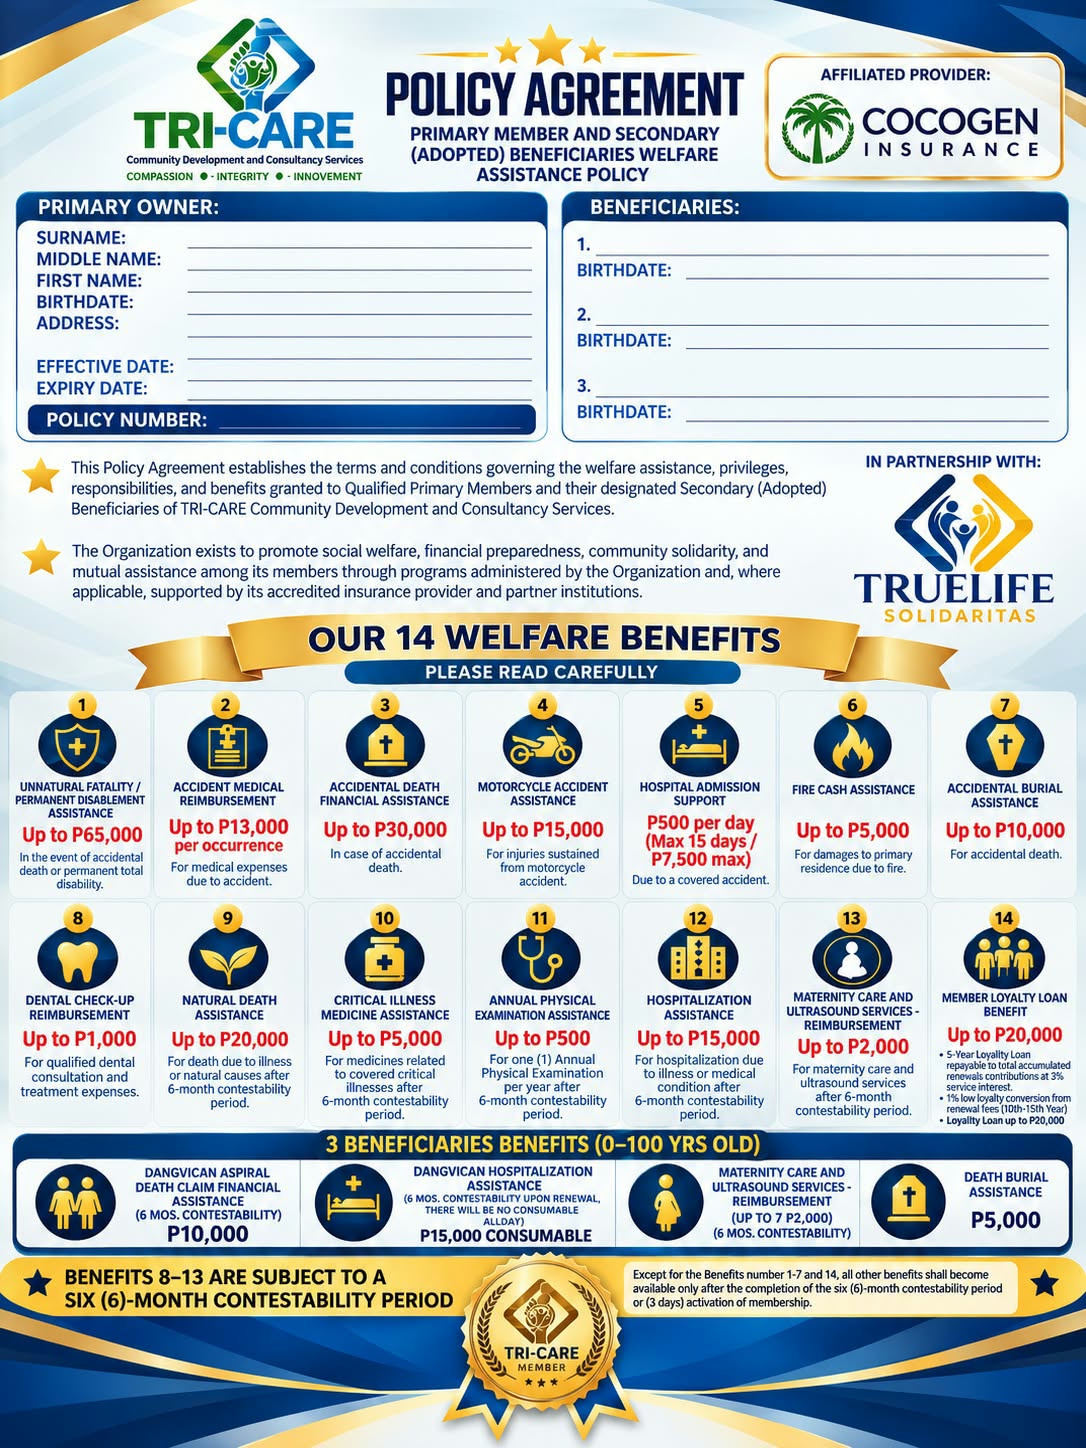 TRI-CARE
Community Development and Consultancy Services
COMPASSION ● - INTEGRITY ● - INNOVEMENT
POLICY AGREEMENT
PRIMARY MEMBER AND SECONDARY
(ADOPTED) BENEFICIARIES WELFARE
ASSISTANCE POLICY
AFFILIATED PROVIDER:
COCOGEN
INSURANCE
PRIMARY OWNER:
SURNAME:
MIDDLE NAME:
FIRST NAME:
BIRTHDATE:
ADDRESS:
EFFECTIVE DATE:
EXPIRY DATE:
POLICY NUMBER:
BENEFICIARIES:
1.
BIRTHDATE:
2.
BIRTHDATE:
3.
BIRTHDATE:
This Policy Agreement establishes the terms and conditions governing the welfare assistance, privileges,
responsibilities, and benefits granted to Qualified Primary Members and their designated Secondary (Adopted)
Beneficiaries of TRI-CARE Community Development and Consultancy Services.
The Organization exists to promote social welfare, financial preparedness, community solidarity, and
mutual assistance among its members through programs administered by the Organization and, where
applicable, supported by its accredited insurance provider and partner institutions.
IN PARTNERSHIP WITH:
TRUELIFE
SOLIDARITAS
OUR 14 WELFARE BENEFITS
PLEASE READ CAREFULLY
1
UNNATURAL FATALITY /
PERMANENT DISABLEMENT
ASSISTANCE
Up to P65,000
In the event of accidental
death or permanent total
disability.
2
ACCIDENT MEDICAL
REIMBURSEMENT
Up to P13,000
per occurrence
For medical expenses
due to accident.
3
ACCIDENTAL DEATH
FINANCIAL ASSISTANCE
Up to P30,000
In case of accidental
death.
4
MOTORCYCLE ACCIDENT
ASSISTANCE
Up to P15,000
For injuries sustained
from motorcycle
accident.
5
HOSPITAL ADMISSION
SUPPORT
P500 per day
(Max 15 days /
P7,500 max)
Due to a covered accident.
6
FIRE CASH ASSISTANCE
Up to P5,000
For damages to primary
residence due to fire.
7
ACCIDENTAL BURIAL
ASSISTANCE
Up to P10,000
For accidental death.
8
DENTAL CHECK-UP
REIMBURSEMENT
Up to P1,000
For qualified dental
consultation and
treatment expenses.
9
NATURAL DEATH
ASSISTANCE
Up to P20,000
For death due to illness
or natural causes after
6-month contestability
period.
10
CRITICAL ILLNESS
MEDICINE ASSISTANCE
Up to P5,000
For medicines related
to covered critical
illnesses after
6-month contestability
period.
11
ANNUAL PHYSICAL
EXAMINATION ASSISTANCE
Up to P500
For one (1) Annual
Physical Examination
per year after
6-month contestability
period.
12
HOSPITALIZATION
ASSISTANCE
Up to P15,000
For hospitalization due
to illness or medical
condition after
6-month contestability
period.
13
MATERNITY CARE AND
ULTRASOUND SERVICES -
REIMBURSEMENT
Up to P2,000
For maternity care and
ultrasound services
after 6-month
contestability period.
14
MEMBER LOYALTY LOAN
BENEFIT
Up to P20,000
• 5-Year Loyality Loan
repayable to total accumulated
renewals contributions at 3%
service interest.
• 1% low loyalty conversion from
renewal fees (10th-15th Year)
• Loyalty Loan up to P20,000
3 BENEFICIARIES BENEFITS (0–100 YRS OLD)
DANGVICAN ASPIRAL
DEATH CLAIM FINANCIAL
ASSISTANCE
(6 MOS. CONTESTABILITY)
P10,000
DANGVICAN HOSPITALIZATION
ASSISTANCE
(6 MOS. CONTESTABILITY UPON RENEWAL,
THERE WILL BE NO CONSUMABLE
ALLDAY)
P15,000 CONSUMABLE
MATERNITY CARE AND
ULTRASOUND SERVICES -
REIMBURSEMENT
(UP TO 7 P2,000)
(6 MOS. CONTESTABILITY)
DEATH BURIAL
ASSISTANCE
P5,000
BENEFITS 8–13 ARE SUBJECT TO A
SIX (6)-MONTH CONTESTABILITY PERIOD
TRI-CARE
MEMBER
Except for the Benefits number 1-7 and 14, all other benefits shall become
available only after the completion of the six (6)-month contestability period
or (3 days) activation of membership.